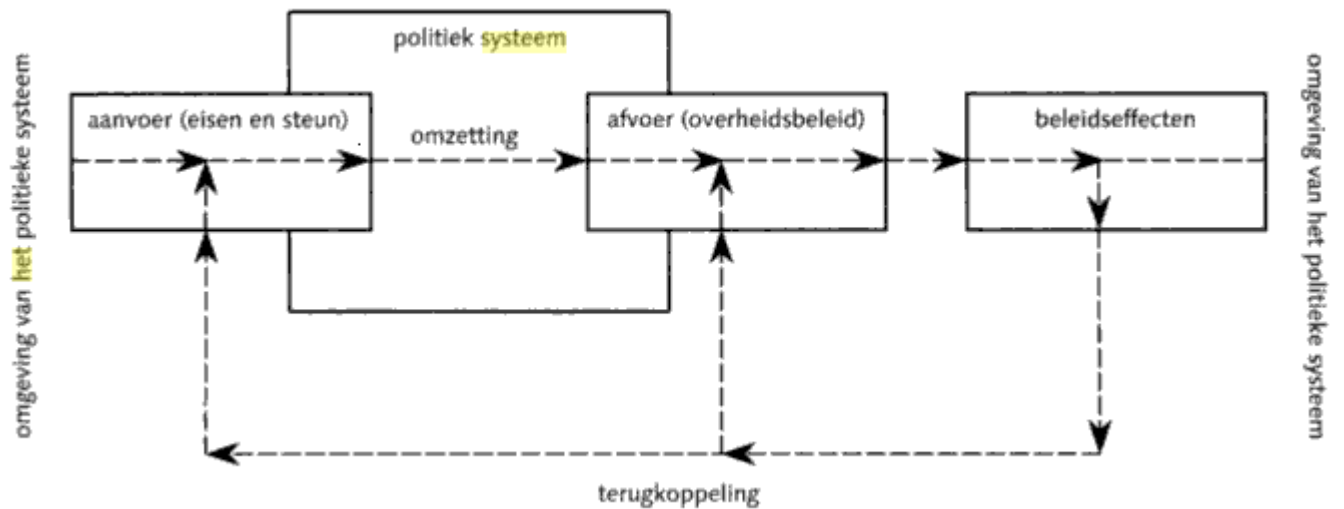 omgeving van het politieke systeem
politiek systeem
aanvoer (eisen en steun)
omzetting
afvoer (overheidsbeleid)
beleidseffecten
omgeving van het politieke systeem
terugkoppeling